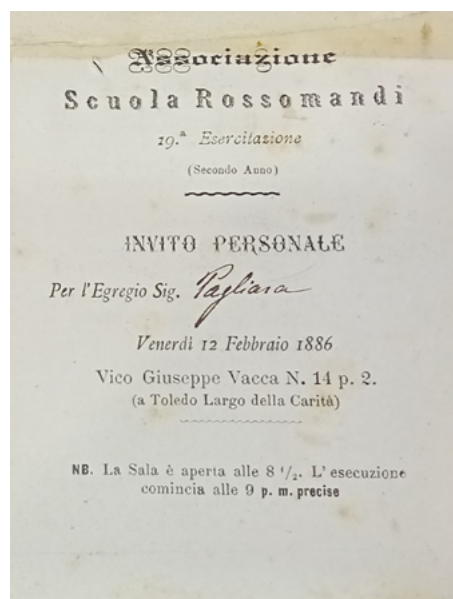 Associazione
Scuola Rossomandi
19.ª Esercitazione
(Secondo Anno)
INVITO PERSONALE
Per l'Egregio Sig. Pagliara
Venerdì 12 Febbraio 1886
Vico Giuseppe Vacca N. 14 p. 2.
(a Toledo Largo della Carità)
NB. La Sala è aperta alle 8 1/2. L'esecuzione
comincia alle 9 p. m. precise